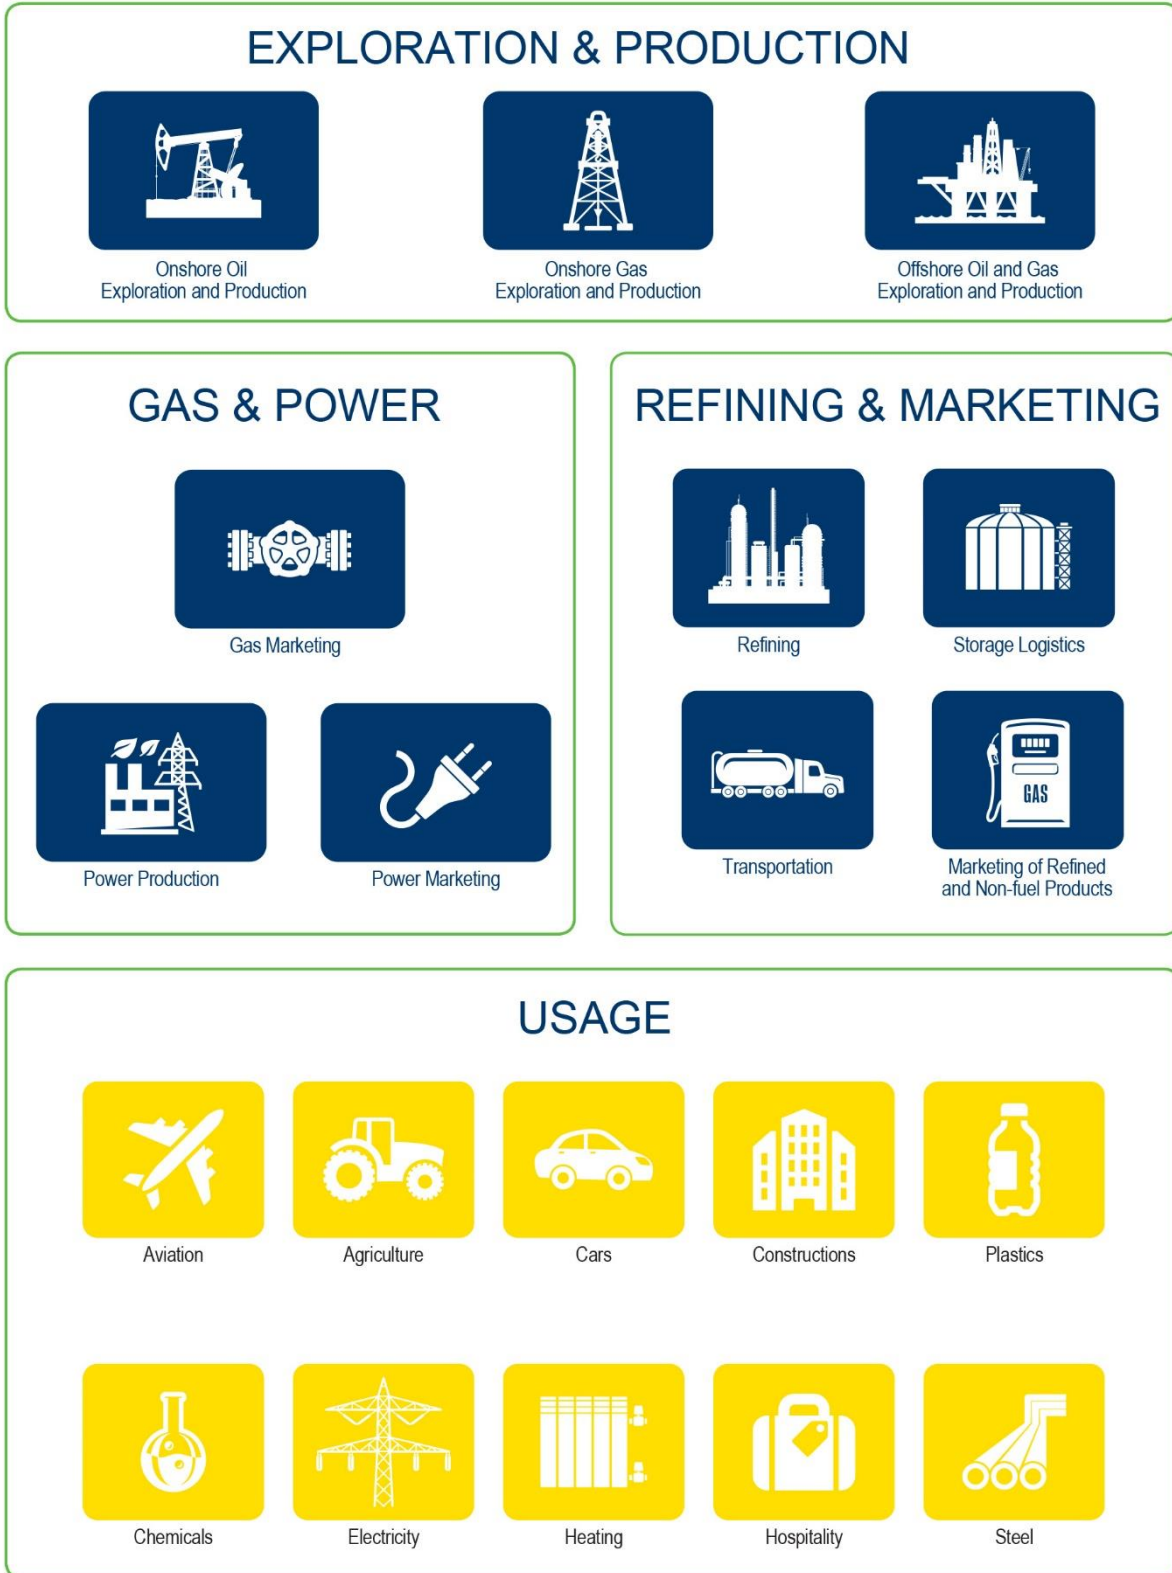 EXPLORATION & PRODUCTION
Onshore Oil
Exploration and Production
Onshore Gas
Exploration and Production
Offshore Oil and Gas
Exploration and Production
GAS & POWER
Gas Marketing
Power Production
Power Marketing
REFINING & MARKETING
Refining
Storage Logistics
Transportation
GAS
Marketing of Refined
and Non-fuel Products
USAGE
Aviation
Agriculture
Cars
Constructions
Plastics
Chemicals
Electricity
Heating
Hospitality
Steel